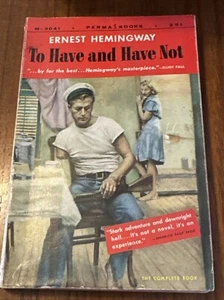 PERMA BOOKS
ERNEST HEMINGWAY
To Have and Have Not
"...by far the best... Hemingway's masterpiece."
"Stark adventure and downright
hell... It's not a novel, it's an
experience."
THE COMPLETE BOOK